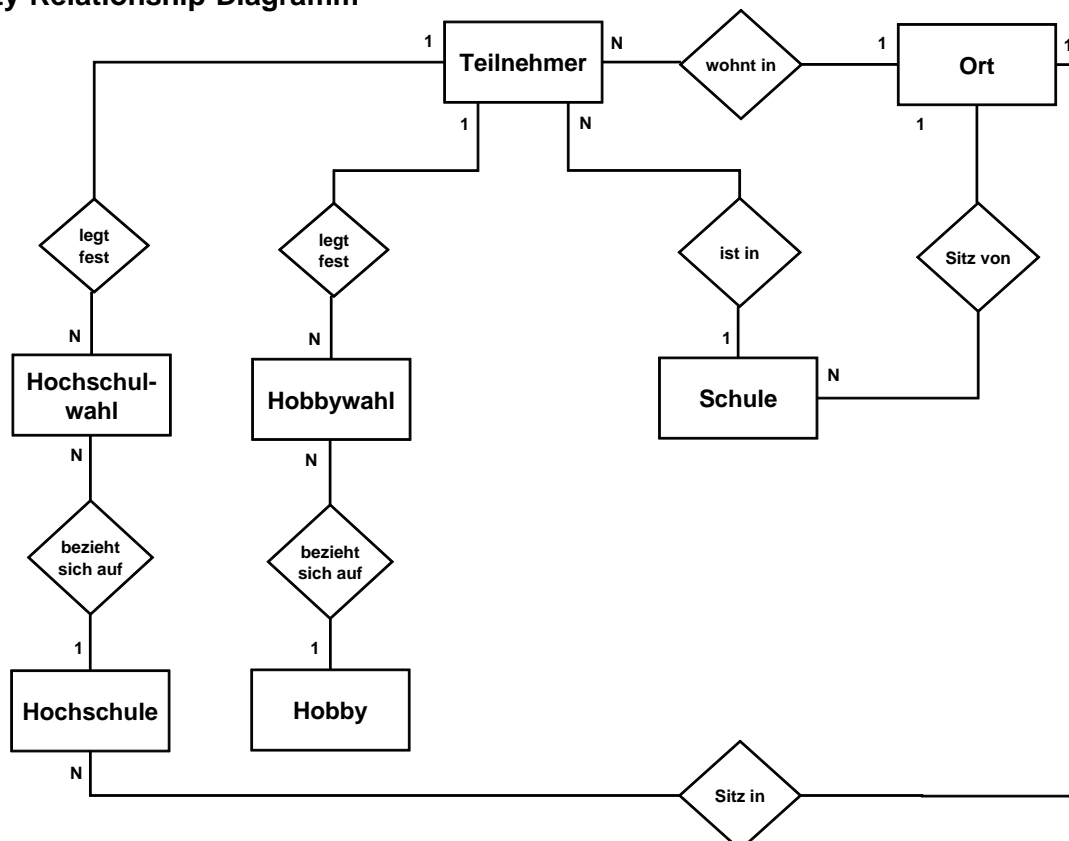 y-Relationship-Diagramm
1
Teilnehmer
N
wohnt in
1
Ort
1
1
N
1
legt
fest
legt
fest
ist in
Sitz von
N
N
1
Hochschul-
wahl
Hobbywahl
Schule
N
N
N
bezieht
sich auf
bezieht
sich auf
1
1
Hochschule
Hobby
N
Sitz in